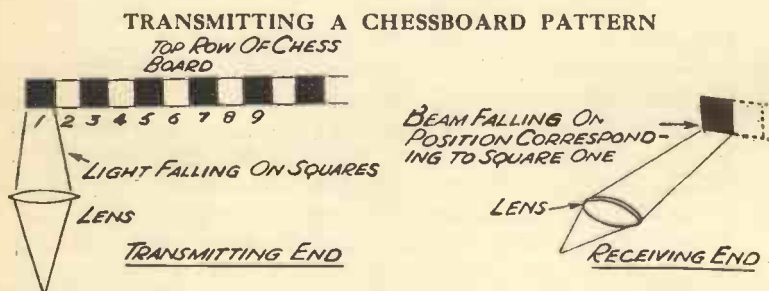 TRANSMITTING A CHESSBOARD PATTERN
TOP ROW OF CHESS
BOARD
1 2 3 4 5 6 7 8 9
LIGHT FALLING ON SQUARES
LENS
TRANSMITTING END
BEAM FALLING ON
POSITION CORRESPOND-
ING TO SQUARE ONE
LENS
RECEIVING END